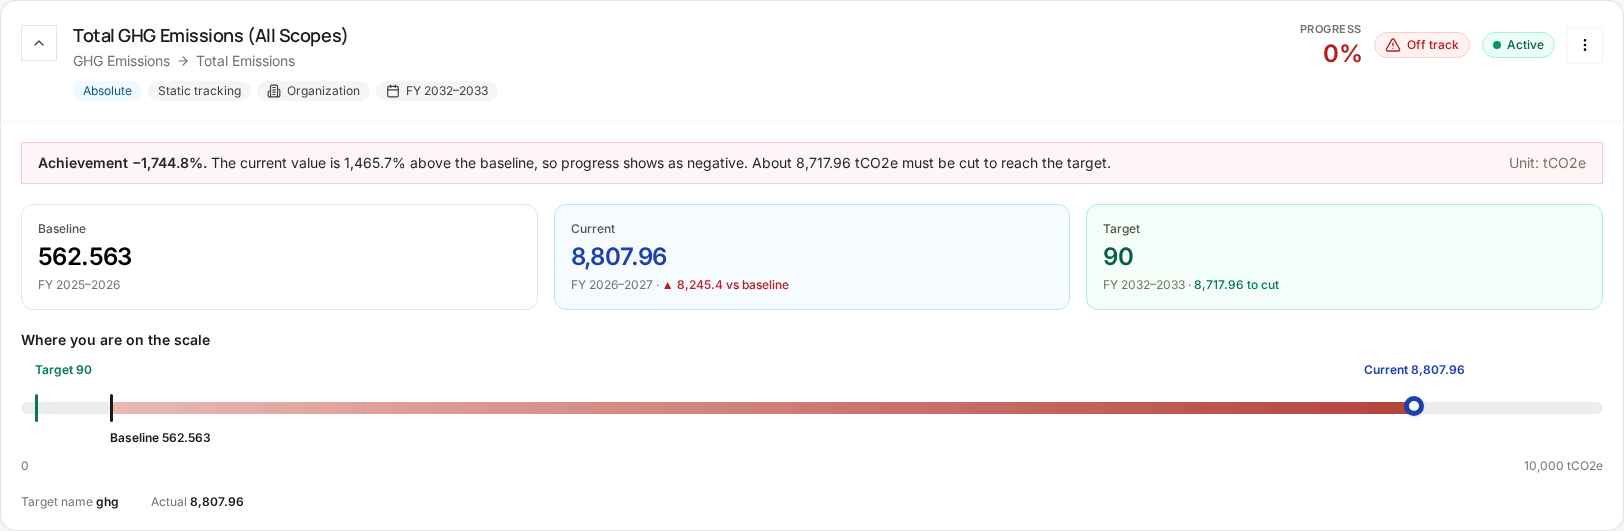 Total GHG Emissions (All Scopes)
GHG Emissions → Total Emissions
Absolute Static tracking Organization FY 2032–2033
PROGRESS
0%
Off track
Active
Achievement −1,744.8%. The current value is 1,465.7% above the baseline, so progress shows as negative. About 8,717.96 tCO2e must be cut to reach the target.
Unit: tCO2e
Baseline
562.563
FY 2025–2026
Current
8,807.96
FY 2026–2027 · ▲ 8,245.4 vs baseline
Target
90
FY 2032–2033 · 8,717.96 to cut
Where you are on the scale
Target 90
Current 8,807.96
Baseline 562.563
0
10,000 tCO2e
Target name ghg Actual 8,807.96